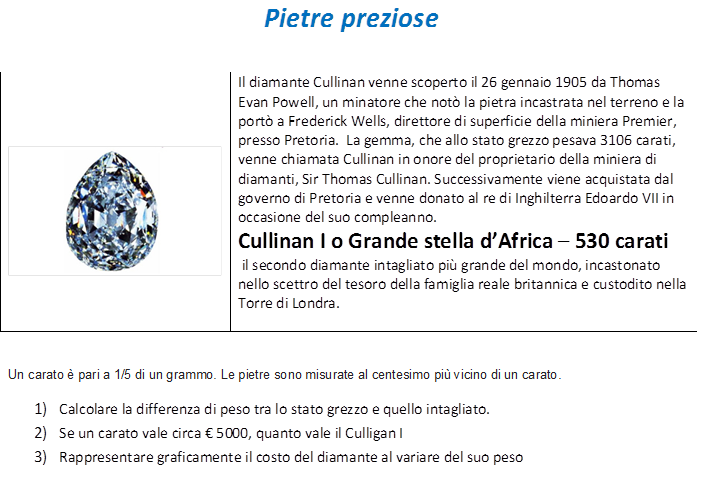 Pietre preziose
Il diamante Cullinan venne scoperto il 26 gennaio 1905 da Thomas
Evan Powell, un minatore che notò la pietra incastrata nel terreno e la
portò a Frederick Wells, direttore di superficie della miniera Premier,
presso Pretoria. La gemma, che allo stato grezzo pesava 3106 carati,
venne chiamata Cullinan in onore del proprietario della miniera di
diamanti, Sir Thomas Cullinan. Successivamente viene acquistata dal
governo di Pretoria e venne donato al re di Inghilterra Edoardo VII in
occasione del suo compleanno.
Cullinan I o Grande stella d’Africa – 530 carati
il secondo diamante intagliato più grande del mondo, incastonato
nello scettro del tesoro della famiglia reale britannica e custodito nella
Torre di Londra.
Un carato è pari a 1/5 di un grammo. Le pietre sono misurate al centesimo più vicino di un carato.
1) Calcolare la differenza di peso tra lo stato grezzo e quello intagliato.
2) Se un carato vale circa € 5000, quanto vale il Culligan I
3) Rappresentare graficamente il costo del diamante al variare del suo peso